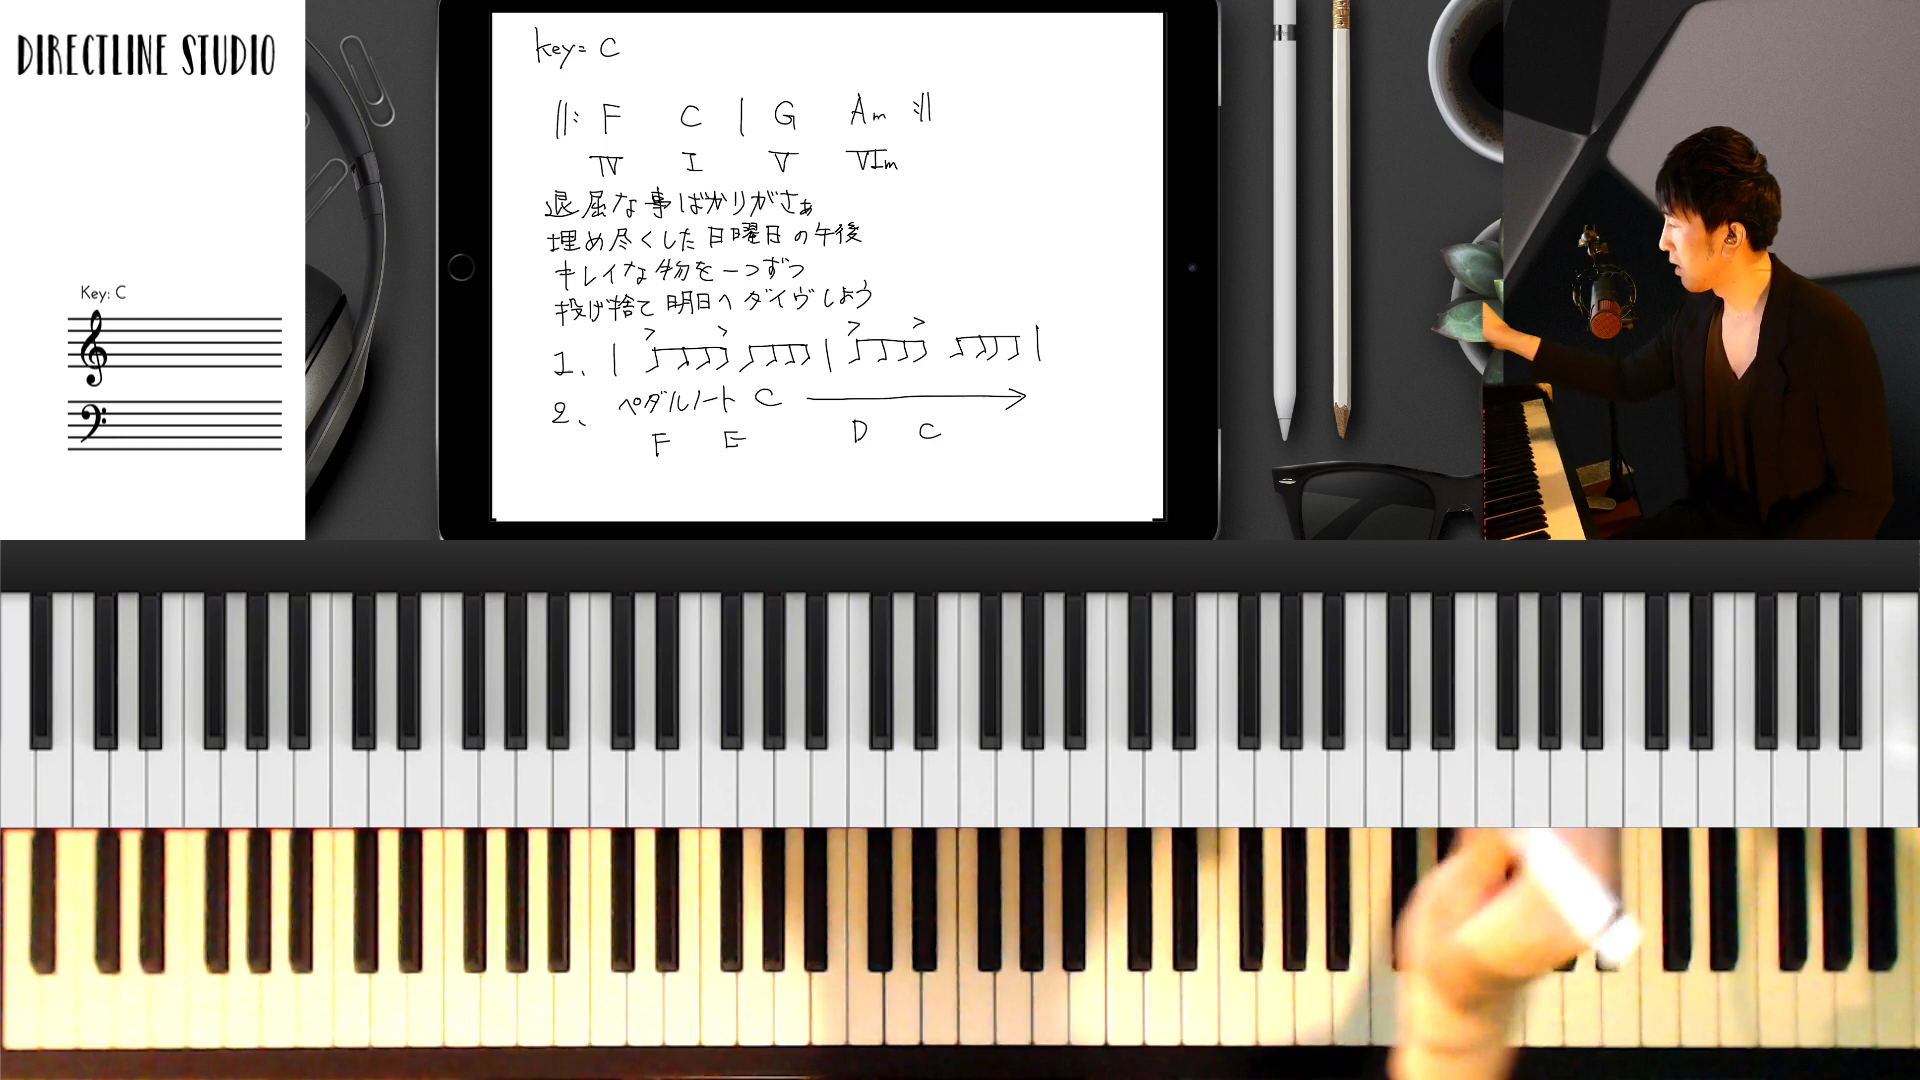 DIRECTLINE STUDIO
Key: C
key= C
||: F C | G Am :||
IV I V VIm
退屈な事ばかりがさぁ
埋め尽くした日曜日の午後
キレイな物を一つずつ
投げ捨て明日へダイヴしよう
1.
2. ペダルノート C
F E D C